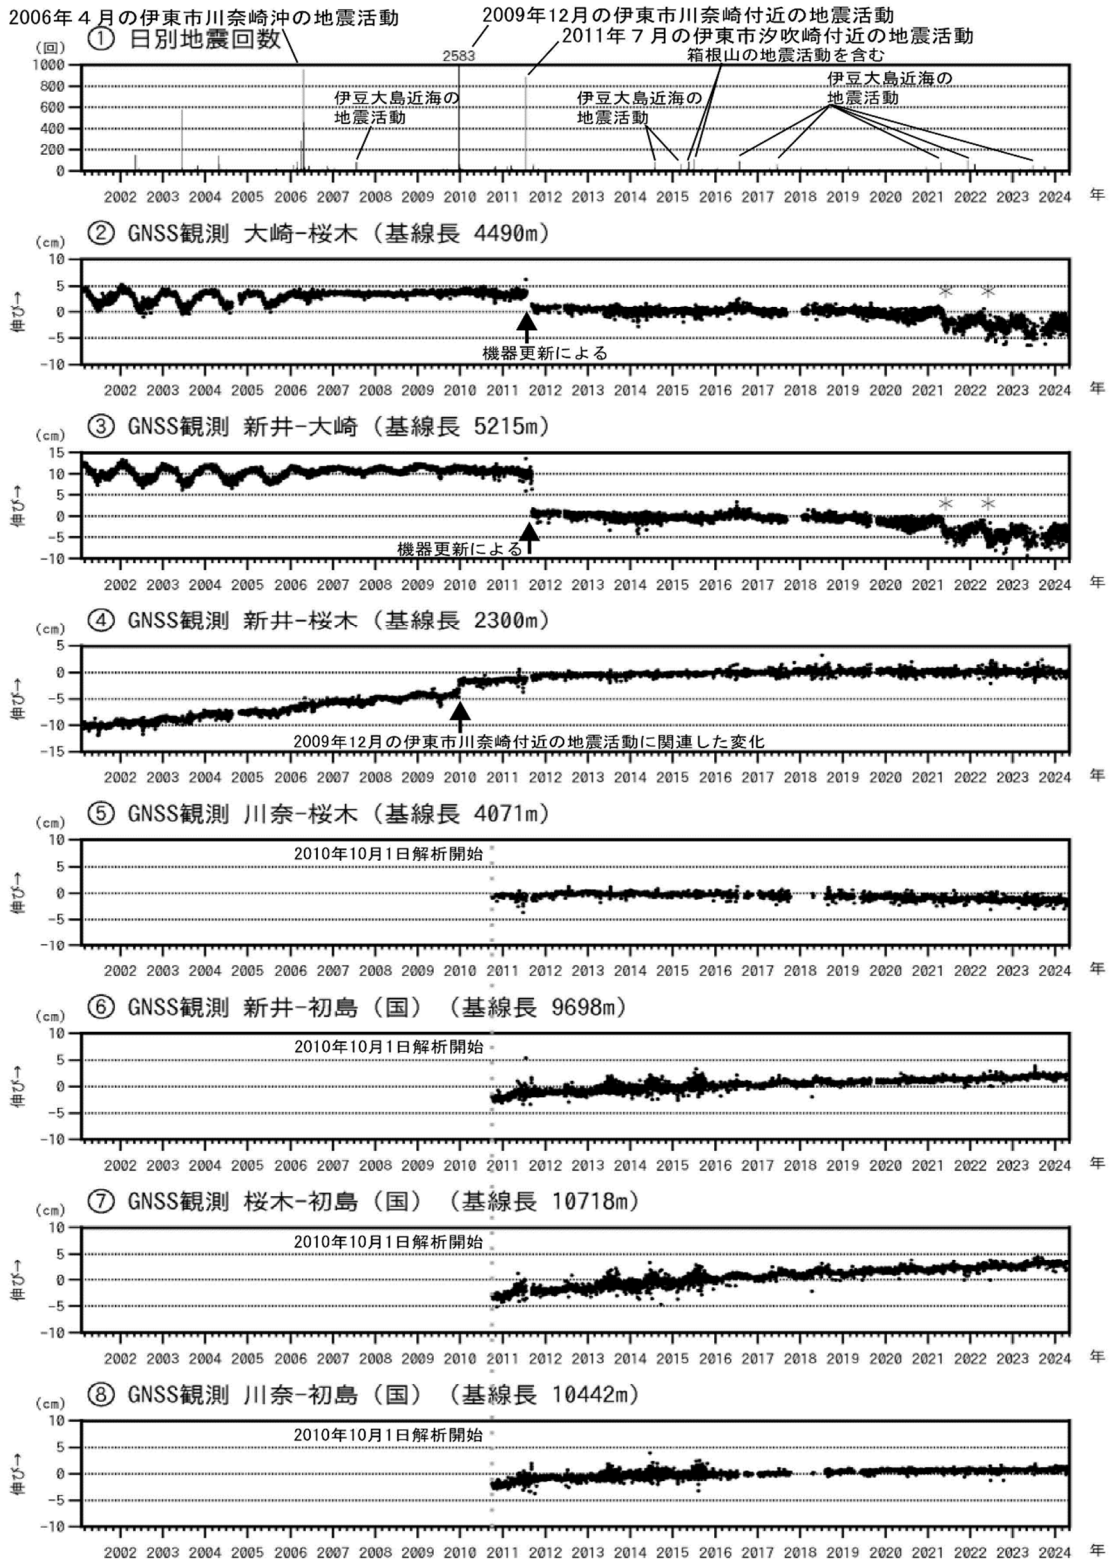 2006年４月の伊東市川奈崎沖の地震活動
2009年12月の伊東市川奈崎付近の地震活動
① 日別地震回数
2011年７月の伊東市汐吹崎付近の地震活動
箱根山の地震活動を含む
(回)
2583
伊豆大島近海の
地震活動
伊豆大島近海の
地震活動
伊豆大島近海の
地震活動
1000
800
600
400
200
0
2002 2003 2004 2005 2006 2007 2008 2009 2010 2011 2012 2013 2014 2015 2016 2017 2018 2019 2020 2021 2022 2023 2024 年
② GNSS観測 大崎-桜木（基線長 4490m）
(cm)
伸び→
10
5
0
-5
-10
＊ ＊
機器更新による
2002 2003 2004 2005 2006 2007 2008 2009 2010 2011 2012 2013 2014 2015 2016 2017 2018 2019 2020 2021 2022 2023 2024 年
③ GNSS観測 新井-大崎（基線長 5215m）
(cm)
伸び→
15
10
5
0
-5
-10
＊ ＊
機器更新による
2002 2003 2004 2005 2006 2007 2008 2009 2010 2011 2012 2013 2014 2015 2016 2017 2018 2019 2020 2021 2022 2023 2024 年
④ GNSS観測 新井-桜木（基線長 2300m）
(cm)
伸び→
5
0
-5
-10
-15
2009年12月の伊東市川奈崎付近の地震活動に関連した変化
2002 2003 2004 2005 2006 2007 2008 2009 2010 2011 2012 2013 2014 2015 2016 2017 2018 2019 2020 2021 2022 2023 2024 年
⑤ GNSS観測 川奈-桜木（基線長 4071m）
(cm)
伸び→
10
5
0
-5
-10
2010年10月1日解析開始
2002 2003 2004 2005 2006 2007 2008 2009 2010 2011 2012 2013 2014 2015 2016 2017 2018 2019 2020 2021 2022 2023 2024 年
⑥ GNSS観測 新井-初島（国）（基線長 9698m）
(cm)
伸び→
10
5
0
-5
-10
2010年10月1日解析開始
2002 2003 2004 2005 2006 2007 2008 2009 2010 2011 2012 2013 2014 2015 2016 2017 2018 2019 2020 2021 2022 2023 2024 年
⑦ GNSS観測 桜木-初島（国）（基線長 10718m）
(cm)
伸び→
10
5
0
-5
-10
2010年10月1日解析開始
2002 2003 2004 2005 2006 2007 2008 2009 2010 2011 2012 2013 2014 2015 2016 2017 2018 2019 2020 2021 2022 2023 2024 年
⑧ GNSS観測 川奈-初島（国）（基線長 10442m）
(cm)
伸び→
10
5
0
-5
-10
2010年10月1日解析開始
2002 2003 2004 2005 2006 2007 2008 2009 2010 2011 2012 2013 2014 2015 2016 2017 2018 2019 2020 2021 2022 2023 2024 年